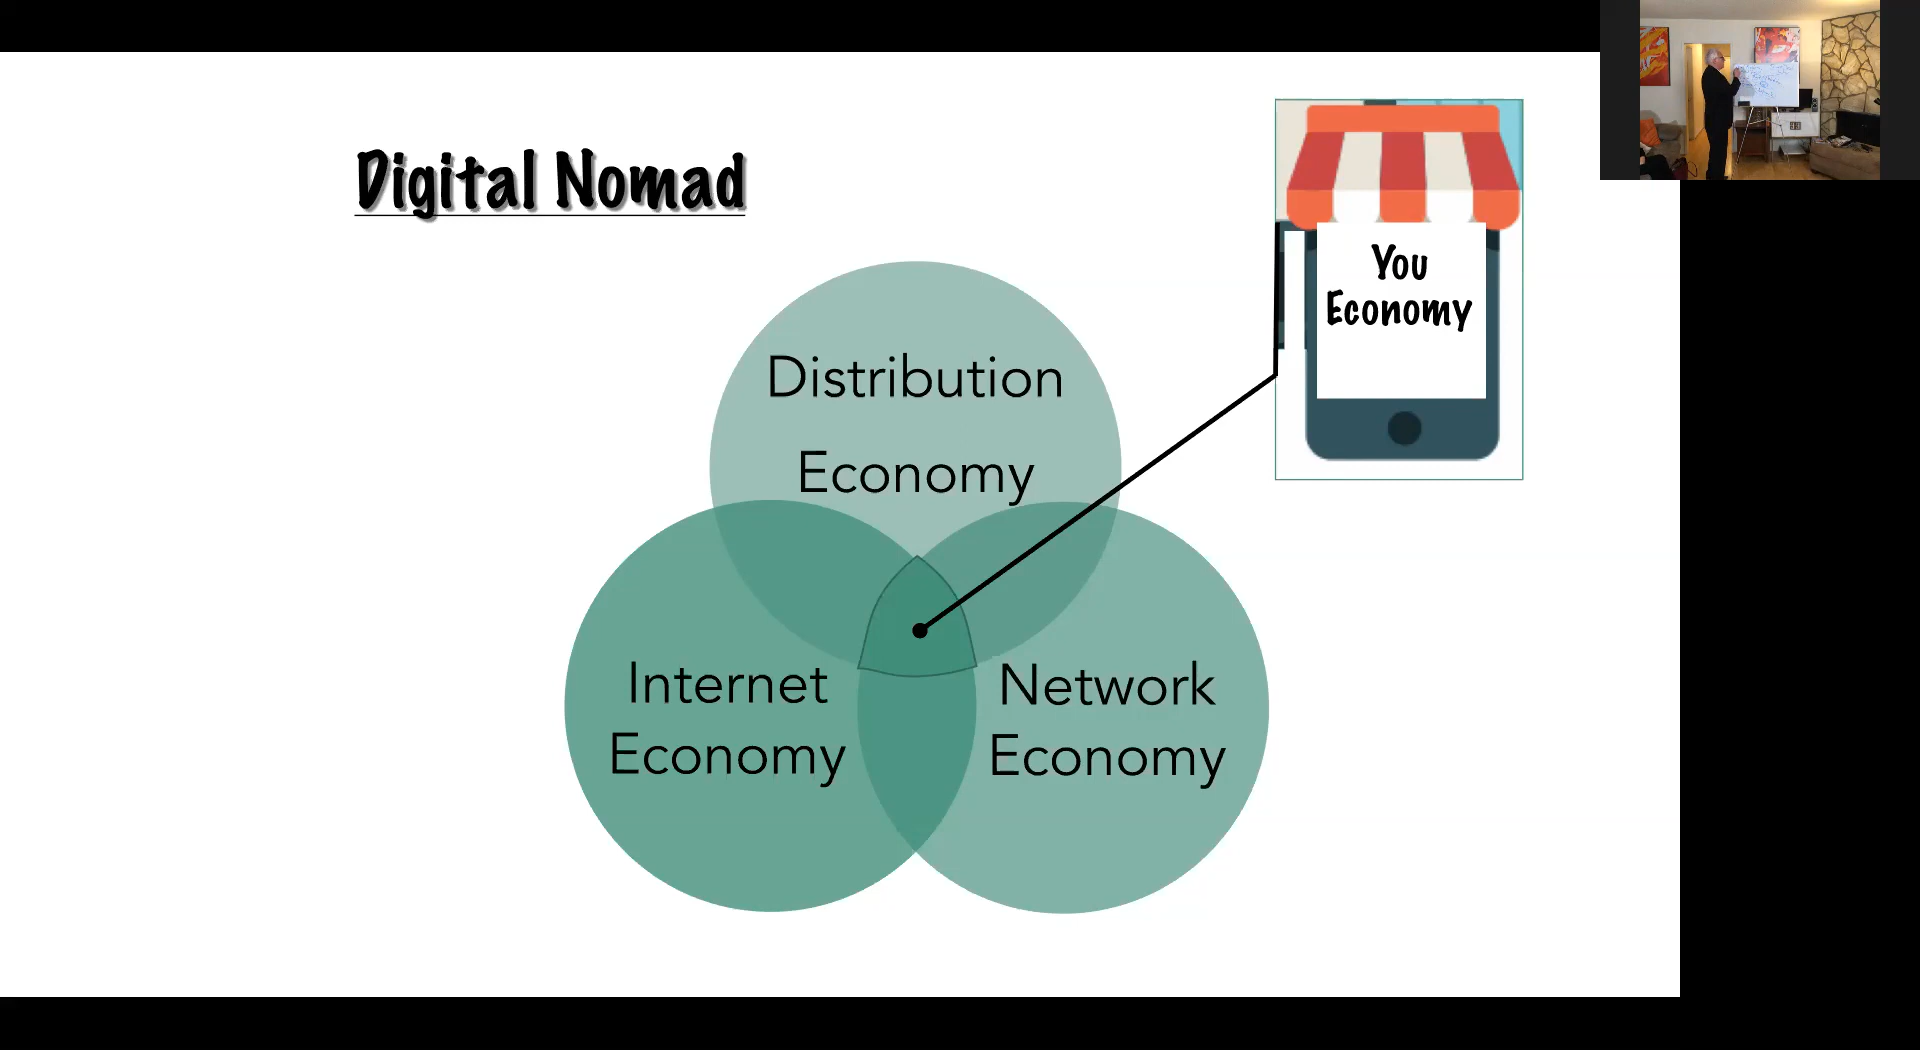 Digital Nomad
You
Economy
Distribution
Economy
Internet
Economy
Network
Economy